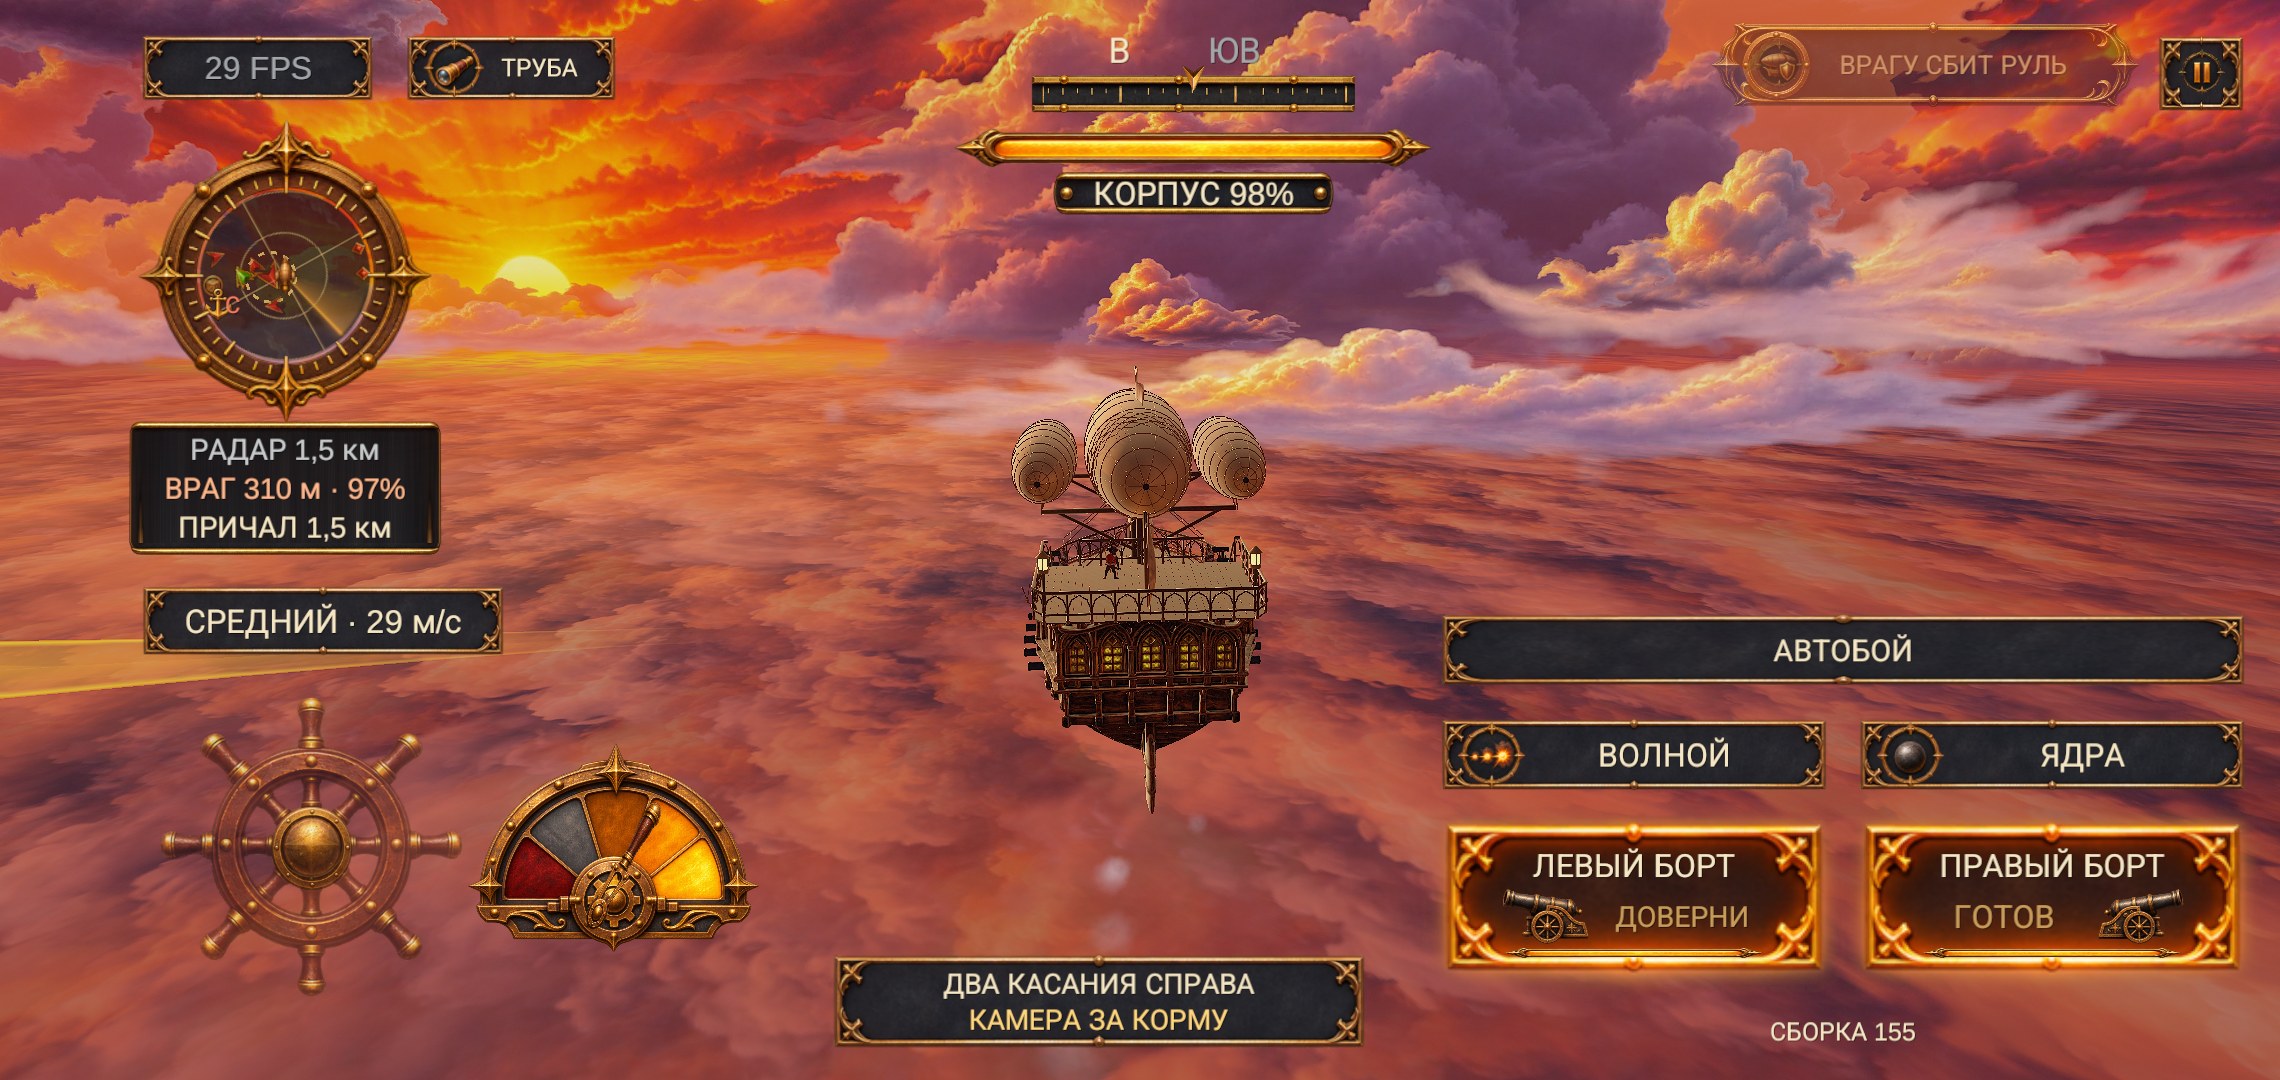 29 FPS
ТРУБА
В
ЮВ
ВРАГУ СБИТ РУЛЬ
КОРПУС 98%
С
РАДАР 1,5 км
ВРАГ 310 м · 97%
ПРИЧАЛ 1,5 км
СРЕДНИЙ · 29 м/с
АВТОБОЙ
ВОЛНОЙ
ЯДРА
ЛЕВЫЙ БОРТ
ДОВЕРНИ
ПРАВЫЙ БОРТ
ГОТОВ
ДВА КАСАНИЯ СПРАВА
КАМЕРА ЗА КОРМУ
СБОРКА 155